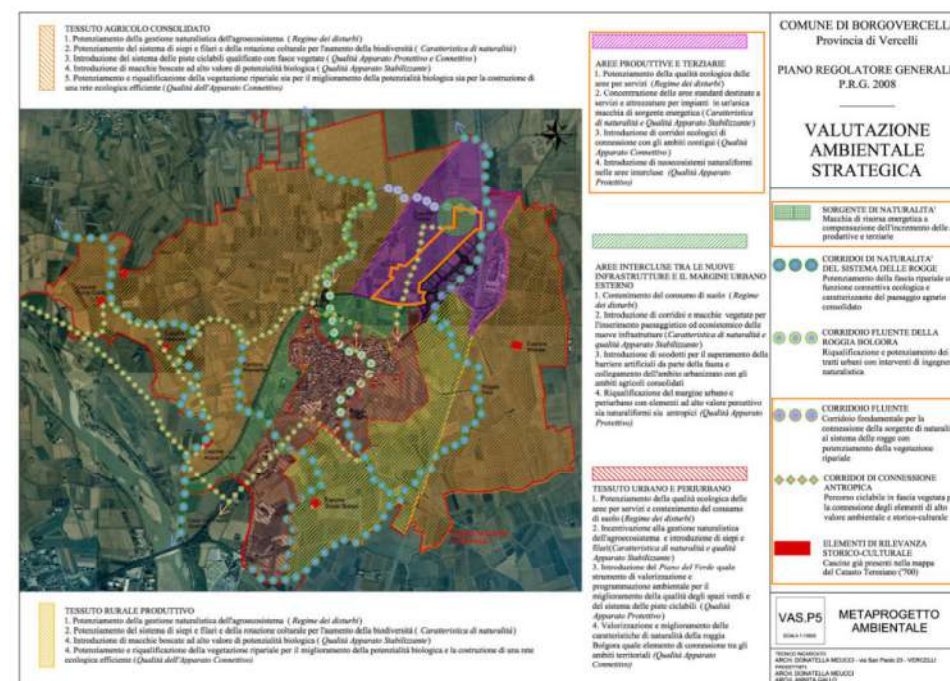 TESSUTO AGRICOLO CONSOLIDATO
1. Potenziamento della gestione naturalistica dell'agroecosistema ( Regime dei disturbi)
2. Potenziamento del sistema di siepi e filari e della rotazione colturale per l'aumento della biodiversità ( Caratteristica di naturalità)
3. Introduzione del sistema delle piste ciclabili qualificato con fasce vegetate ( Qualità Apparato Protettivo e Connettivo)
4. Introduzione di macchie boscate ad alto valore di potenzialità biologica ( Qualità Apparato Stabilizzante)
5. Potenziamento e riqualificazione della vegetazione ripariale sia per il miglioramento della potenzialità biologica sia per la costruzione di
una rete ecologica efficiente ( Qualità dell'Apparato Connettivo)
TESSUTO RURALE PRODUTTIVO
1. Potenziamento della gestione naturalistica dell'agroecosistema ( Regime dei disturbi)
2. Potenziamento del sistema di siepi e filari e della rotazione colturale per l'aumento della biodiversità ( Caratteristica di naturalità)
3. Introduzione di macchie boscate ad alto valore di potenzialità biologica ( Qualità Apparato Stabilizzante)
4. Potenziamento e riqualificazione della vegetazione ripariale per il miglioramento della potenzialità biologica e la costruzione di una rete
ecologica efficiente ( Qualità dell'Apparato Connettivo)
AREE PRODUTTIVE E TERZIARIE
1. Potenziamento della qualità ecologica delle
aree per servizi (Regime dei disturbi)
2. Concentrazione delle aree standard destinate a
servizi e attrezzature per impianti in un'unica
macchia di sorgente energetica (Caratteristica
di naturalità e Qualità Apparato Stabilizzante)
3. Introduzione di corridoi ecologici di
connessione con gli ambiti contigui (Qualità
Apparato Connettivo)
4. Introduzione di neoecosistemi naturaliformi
nelle aree intercluse (Qualità Apparato
Protettivo)
AREE INTERCLUSE TRA LE NUOVE
INFRASTRUTTURE E IL MARGINE URBANO
ESTERNO
1. Contenimento del consumo di suolo ( Regime
dei disturbi)
2. Introduzione di corridoi e macchie vegetate per
l'inserimento paesaggistico ed ecosistemico delle
nuove infrastrutture (Caratteristica di naturalità e
qualità Apparato Stabilizzante)
3. Introduzione di ecodotti per il superamento della
barriere artificiali da parte della fauna e
collegamento dell'ambito urbanizzato con gli
ambiti agricoli consolidati
4. Riqualificazione del margine urbano e
periurbano con elementi ad alto valore percettivo
sia naturaliformi sia antropici (Qualità Apparato
Protettivo)
TESSUTO URBANO E PERIURBANO
1. Potenziamento della qualità ecologica delle
aree per servizi e contenimento del consumo
di suolo (Regime dei disturbi)
2. Incentivazione alla gestione naturalistica
dell'agroecosistema e introduzione di siepi e
filari(Caratteristica di naturalità e qualità
Apparato Stabilizzante)
3. Introduzione del Piano del Verde quale
strumento di valorizzazione e
programmazione ambientale per il
miglioramento della qualità degli spazi verdi e
del sistema delle piste ciclabili ( Qualità
Apparato Protettivo)
4. Valorizzazione e miglioramento delle
caratteristiche di naturalità della roggia
Bolgora quale elemento di connessione tra gli
ambiti territoriali (Qualità Apparato
Connettivo)
COMUNE DI BORGOVERCELLI
Provincia di Vercelli
PIANO REGOLATORE GENERAL
P.R.G. 2008
VALUTAZIONE
AMBIENTALE
STRATEGICA
SORGENTE DI NATURALITA'
Macchia di risorsa energetica a
compensazione dell'incremento delle
produttive e terziarie
CORRIDOI DI NATURALITA'
DEL SISTEMA DELLE ROGGE
Potenziamento della fascia ripariale
funzione connettiva ecologica e
caratterizzante del paesaggio agrario
consolidato
CORRIDOIO FLUENTE DELLA
ROGGIA BOLGORA
Riqualificazione e potenziamento dei
tratti urbani con interventi di ingegner
naturalistica
CORRIDOIO FLUENTE
Corridoio fondamentale per la
connessione della sorgente di naturali
al sistema delle rogge con
potenziamento della vegetazione
ripariale
CORRIDOI DI CONNESSIONE
ANTROPICA
Percorso ciclabile in fascia vegetata p
la connessione degli elementi di alto
valore ambientale e storico-culturale
ELEMENTI DI RILEVANZA
STORICO-CULTURALE
Cascine già presenti nella mappa
del Catasto Teresiano ('700)
VAS.P5
METAPROGETTO
AMBIENTALE
ARCH. DONATELLA MEUCCI - via San Paolo 23 - VERCELLI
ARCH. DONATELLA MEUCCI